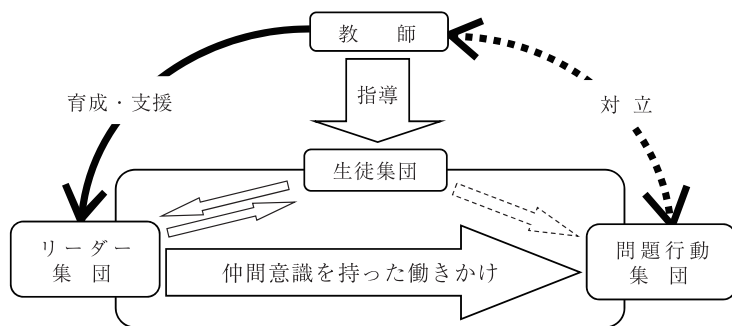 教　師
育成・支援
指導
対 立
生徒集団
リーダー
集　団
仲間意識を持った働きかけ
問題行動
集　団